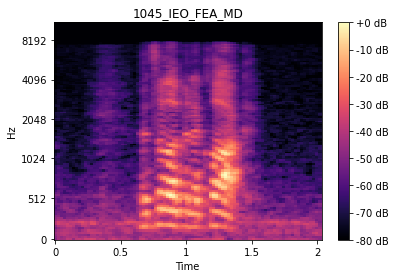 1045_IEO_FEA_MD
+0 dB
8192
-10 dB
4096
-20 dB
-30 dB
2048
Hz
-40 dB
1024
-50 dB
512
-60 dB
-70 dB
0
-80 dB
0
0.5
1
1.5
2
Time